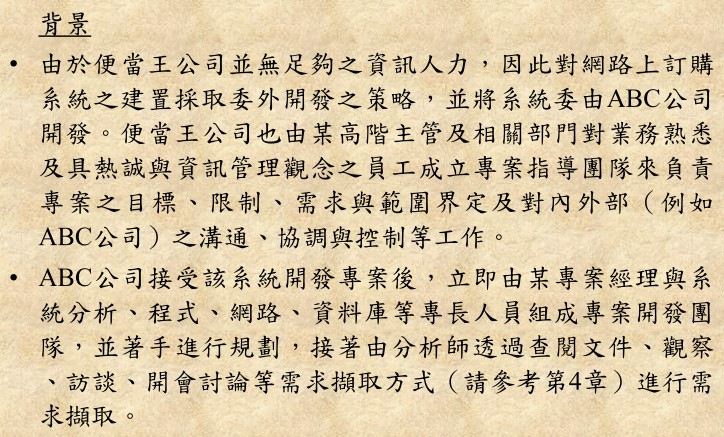 背景
• 由於便當王公司並無足夠之資訊人力，因此對網路上訂購
系統之建置採取委外開發之策略，並將系統委由ABC公司
開發。便當王公司也由某高階主管及相關部門對業務熟悉
及具熱誠與資訊管理觀念之員工成立專案指導團隊來負責
專案之目標、限制、需求與範圍界定及對內外部（例如
ABC公司）之溝通、協調與控制等工作。
• ABC公司接受該系統開發專案後，立即由某專案經理與系
統分析、程式、網路、資料庫等專長人員組成專案開發團
隊，並著手進行規劃，接著由分析師透過查閱文件、觀察
、訪談、開會討論等需求擷取方式（請參考第4章）進行需
求擷取。